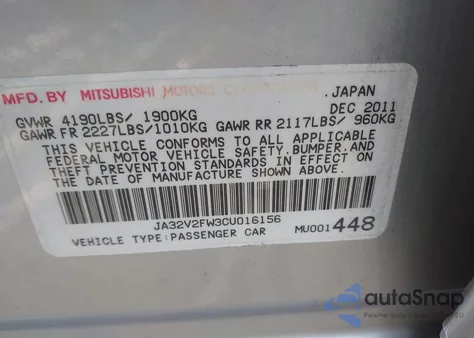 MFD. BY MITSUBISHI MOTORS CORPORATION, JAPAN
GVWR 4190LBS/ 1900KG DEC 2011
GAWR FR 2227LBS/1010KG GAWR RR 2117LBS/ 960KG
THIS VEHICLE CONFORMS TO ALL APPLICABLE
FEDERAL MOTOR VEHICLE SAFETY,BUMPER,AND
THEFT PREVENTION STANDARDS IN EFFECT ON
THE DATE OF MANUFACTURE SHOWN ABOVE.
JA32V2FW3CU016156
VEHICLE TYPE:PASSENGER CAR MU001448
autoSnap